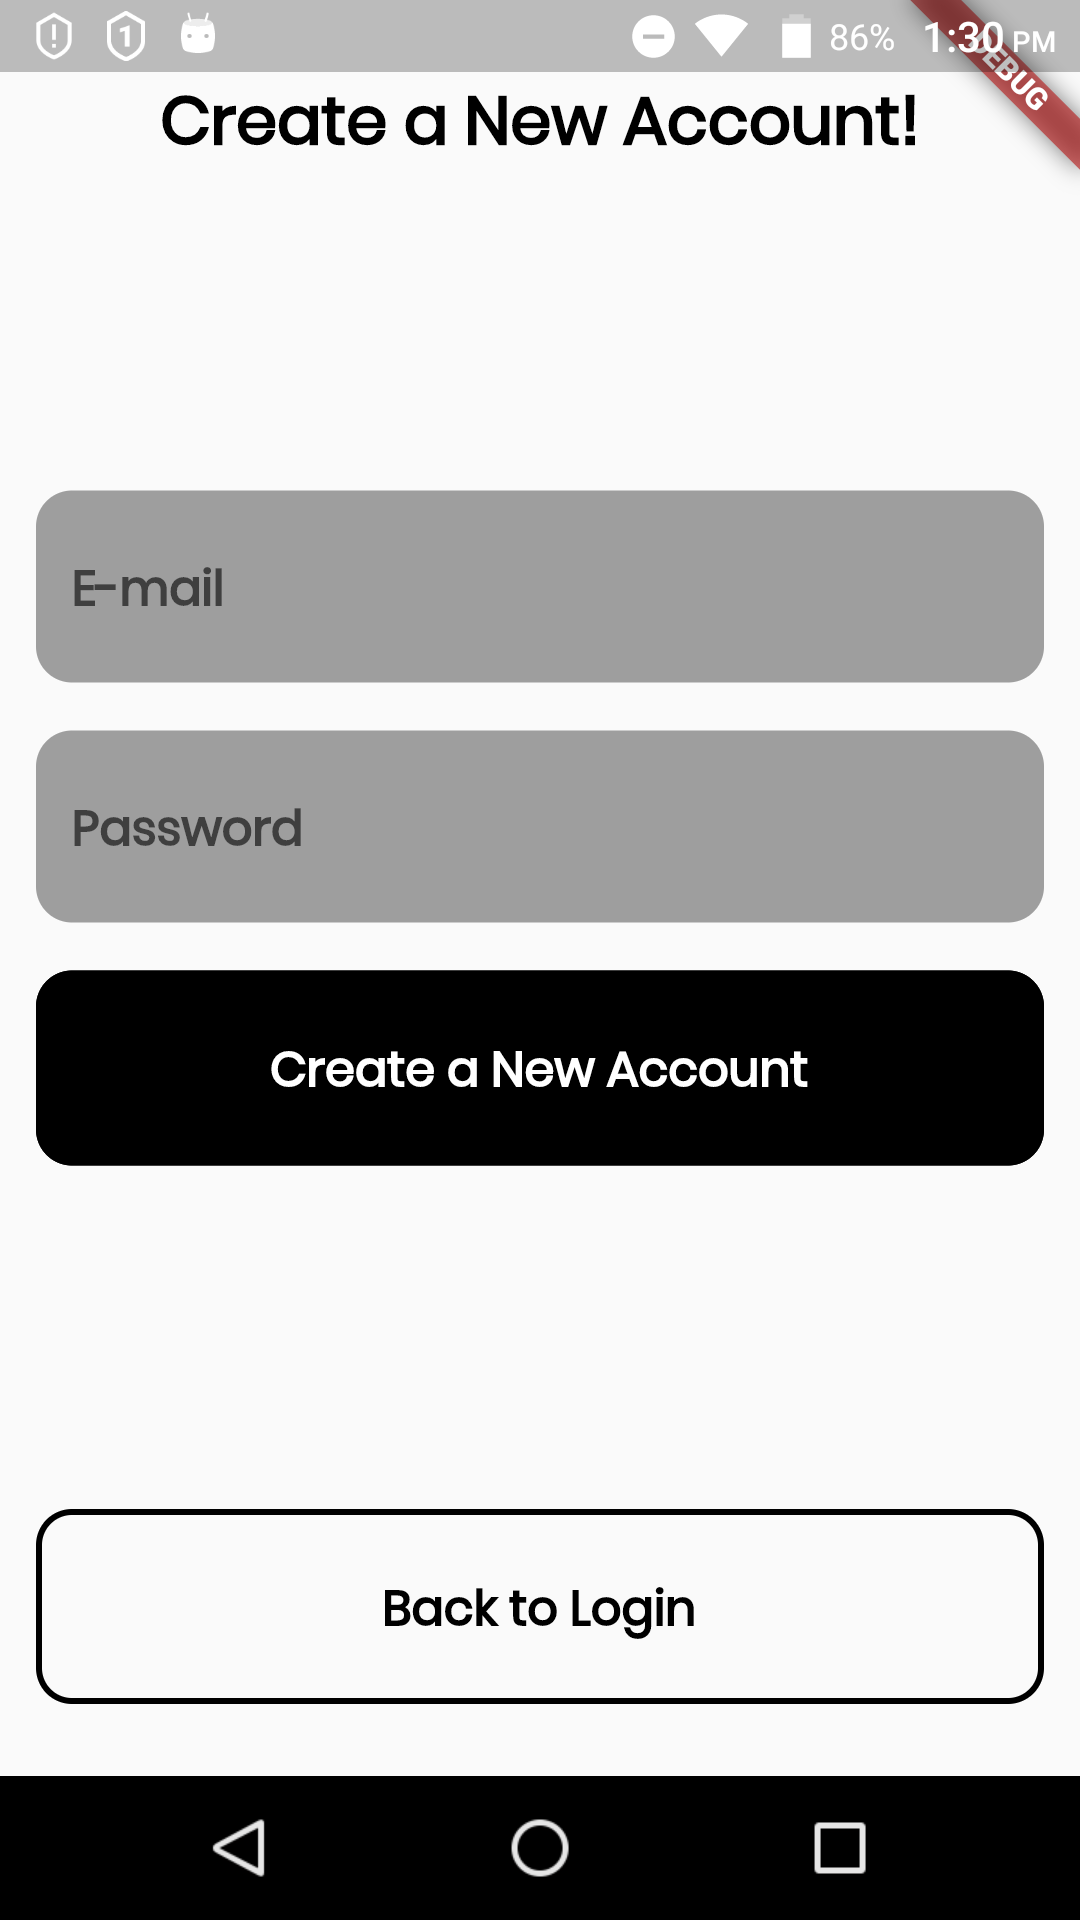 86% 1:30 PM
DEBUG
Create a New Account!
E-mail
Password
Create a New Account
Back to Login